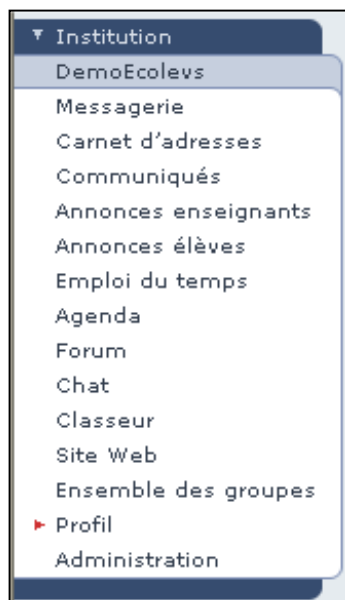 Institution
DemoEcolevs
Messagerie
Carnet d'adresses
Communiqués
Annonces enseignants
Annonces élèves
Emploi du temps
Agenda
Forum
Chat
Classeur
Site Web
Ensemble des groupes
Profil
Administration